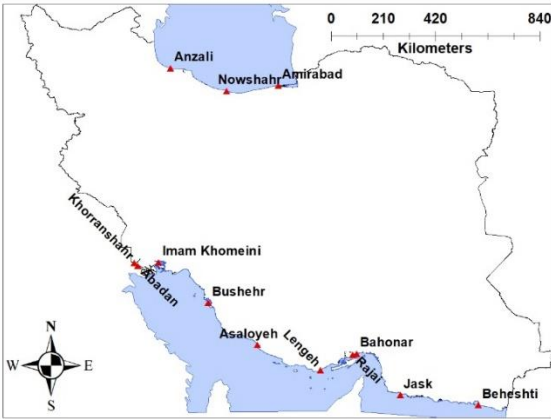 0 210 420 840
Kilometers
Anzali
Nowshahr
Amirabad
Khorranshahr
Abadan
Imam Khomeini
Bushehr
Asaloyeh
Lengeh
Bahonar
Rajai
Jask
Beheshti
N
W E
S